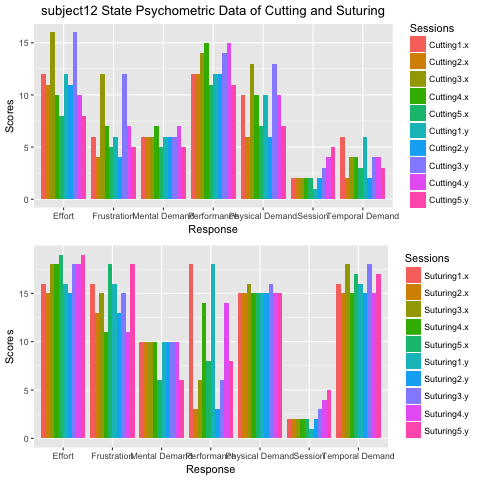 subject12 State Psychometric Data of Cutting and Suturing
Scores
15
10
5
0
Effort Frustration Mental Demand Performance Physical Demand Session Temporal Demand
Response
Sessions
Cutting1.x
Cutting2.x
Cutting3.x
Cutting4.x
Cutting5.x
Cutting1.y
Cutting2.y
Cutting3.y
Cutting4.y
Cutting5.y
Scores
15
10
5
0
Effort Frustration Mental Demand Performance Physical Demand Session Temporal Demand
Response
Sessions
Suturing1.x
Suturing2.x
Suturing3.x
Suturing4.x
Suturing5.x
Suturing1.y
Suturing2.y
Suturing3.y
Suturing4.y
Suturing5.y